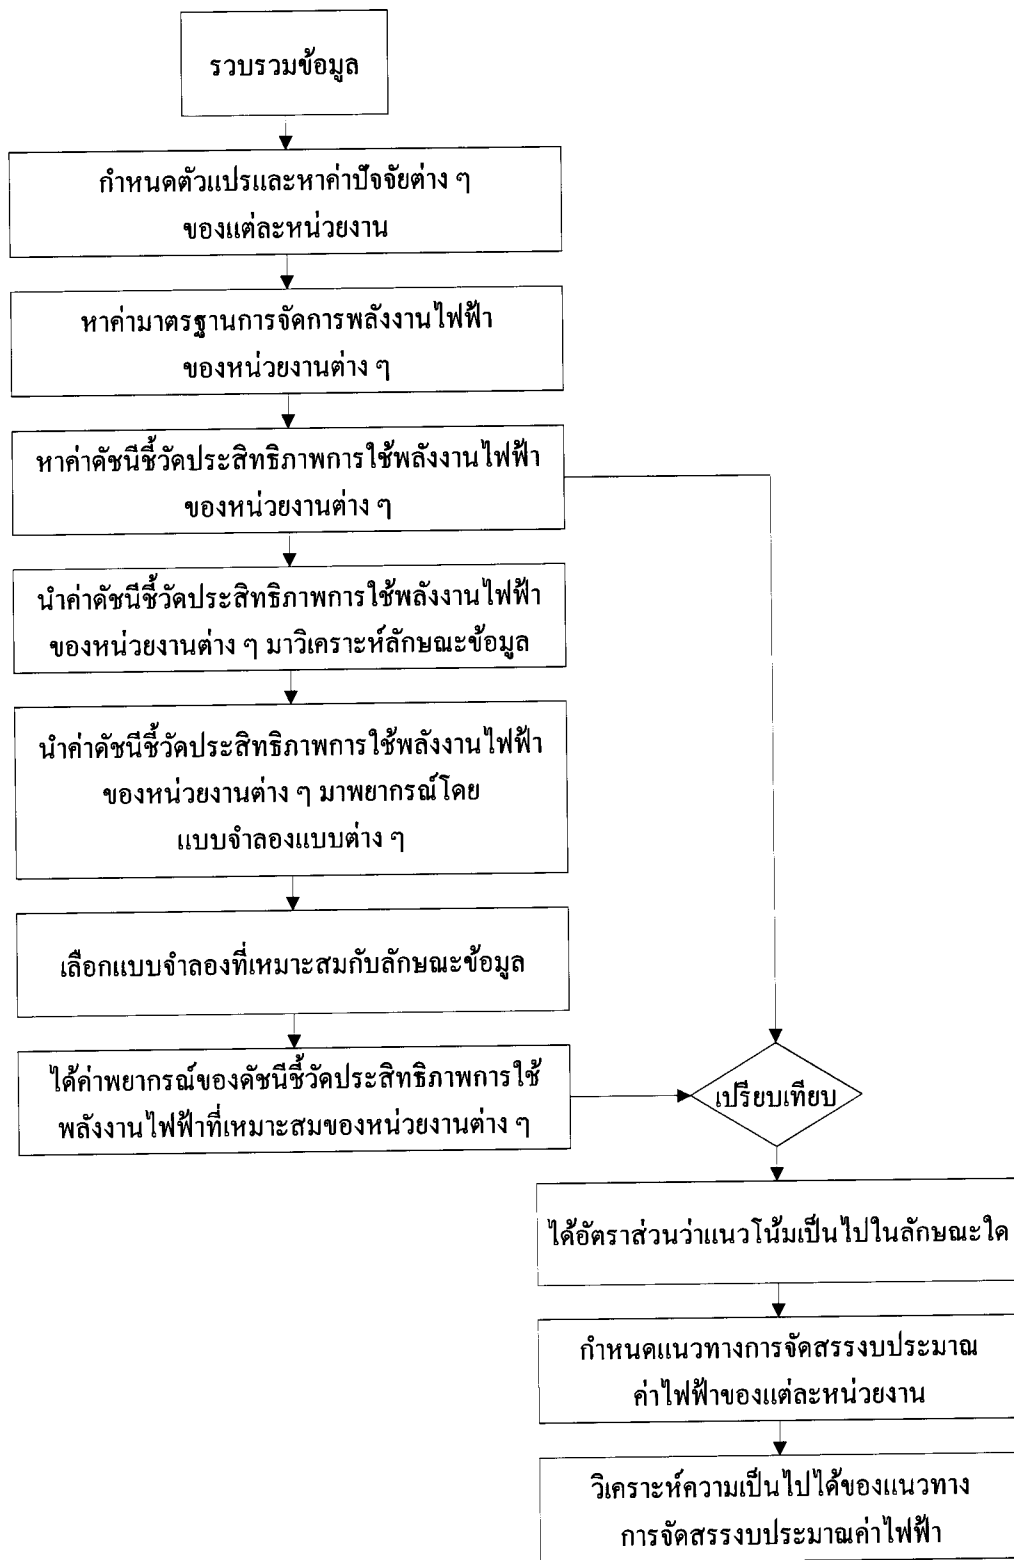 รวบรวมข้อมูล
กำหนดตัวแปรและหาค่าปัจจัยต่าง ๆ
ของแต่ละหน่วยงาน
หาค่ามาตรฐานการจัดการพลังงานไฟฟ้า
ของหน่วยงานต่าง ๆ
หาค่าดัชนีชี้วัดประสิทธิภาพการใช้พลังงานไฟฟ้า
ของหน่วยงานต่าง ๆ
นำค่าดัชนีชี้วัดประสิทธิภาพการใช้พลังงานไฟฟ้า
ของหน่วยงานต่าง ๆ มาวิเคราะห์ลักษณะข้อมูล
นำค่าดัชนีชี้วัดประสิทธิภาพการใช้พลังงานไฟฟ้า
ของหน่วยงานต่าง ๆ มาพยากรณ์โดย
แบบจำลองแบบต่าง ๆ
เลือกแบบจำลองที่เหมาะสมกับลักษณะข้อมูล
ได้ค่าพยากรณ์ของดัชนีชี้วัดประสิทธิภาพการใช้
พลังงานไฟฟ้าที่เหมาะสมของหน่วยงานต่าง ๆ
เปรียบเทียบ
ได้อัตราส่วนว่าแนวโน้มเป็นไปในลักษณะใด
กำหนดแนวทางการจัดสรรงบประมาณ
ค่าไฟฟ้าของแต่ละหน่วยงาน
วิเคราะห์ความเป็นไปได้ของแนวทาง
การจัดสรรงบประมาณค่าไฟฟ้า